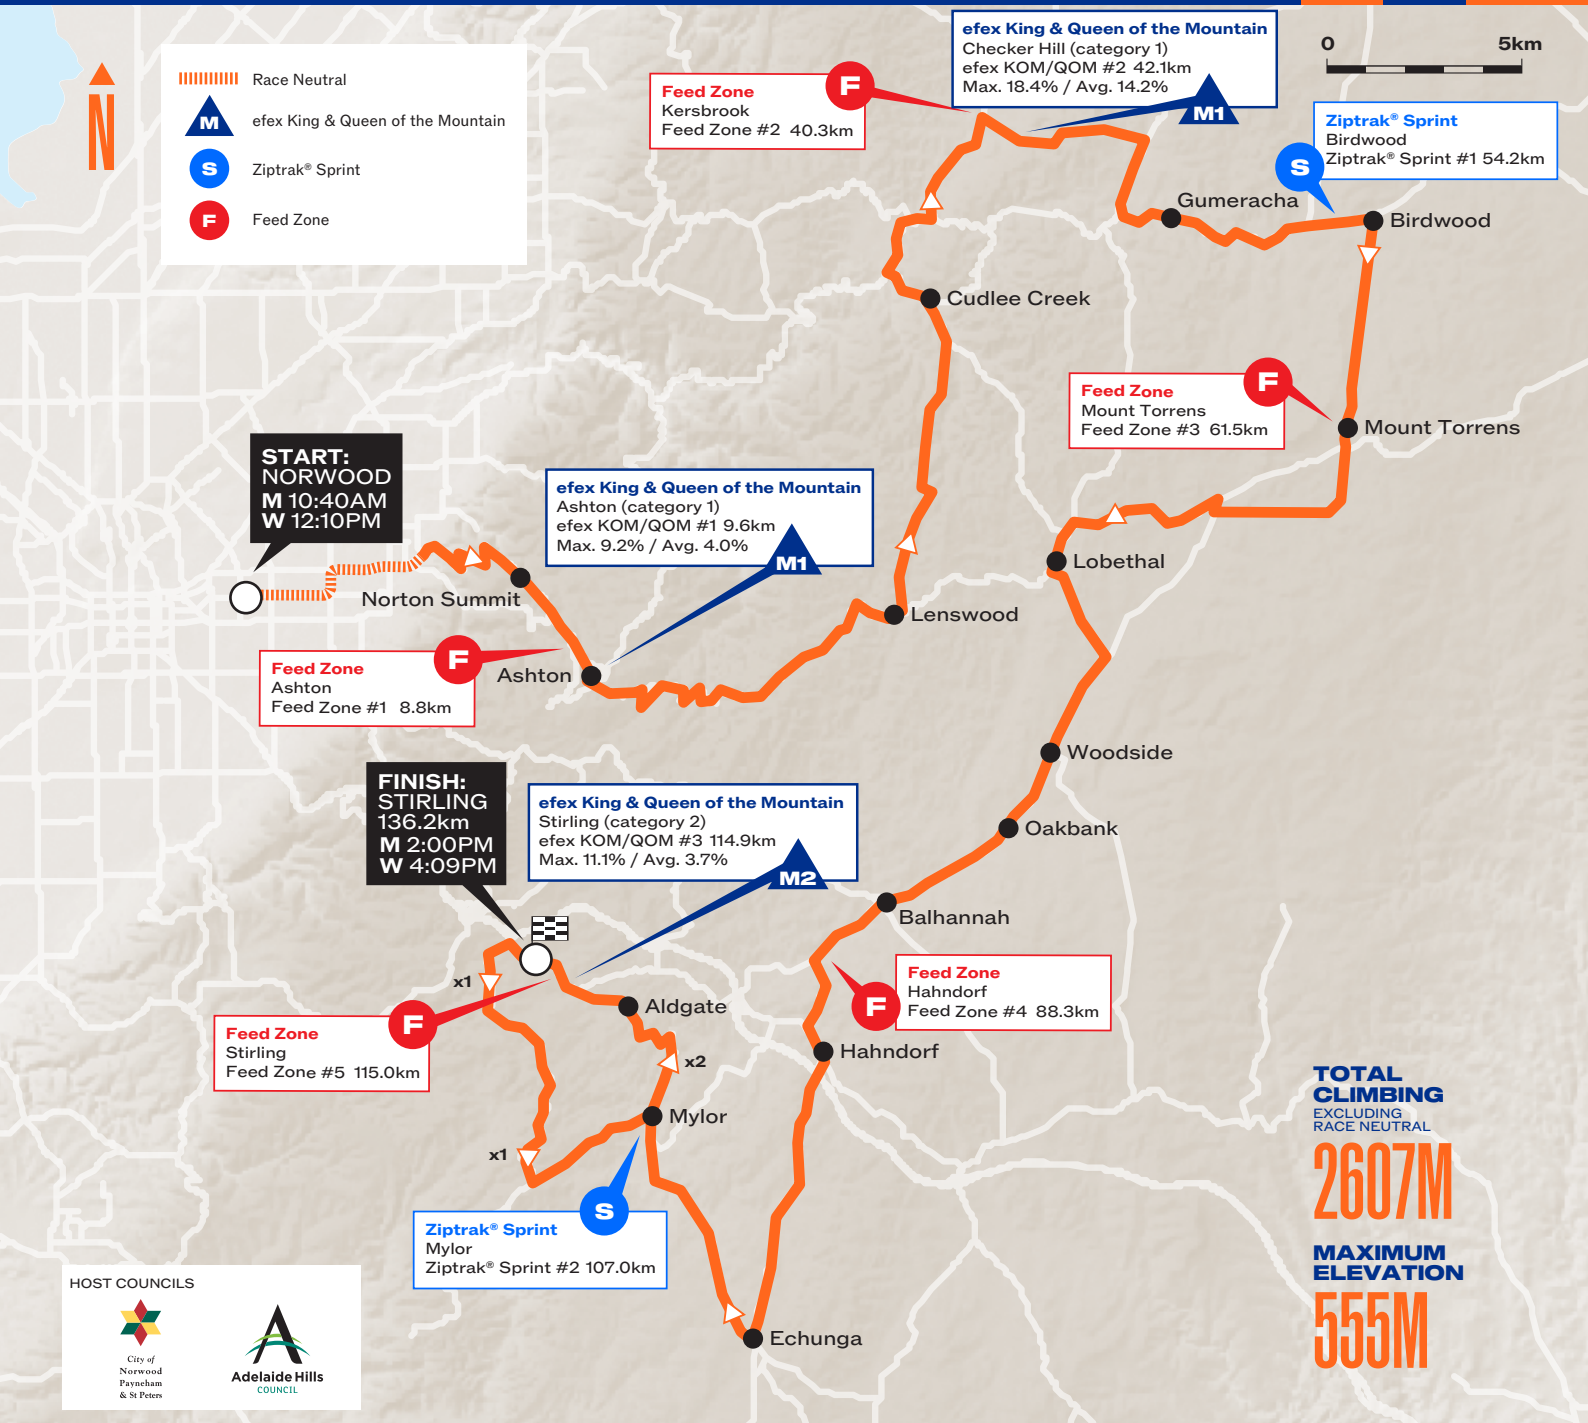 N
Race Neutral
M
efex King & Queen of the Mountain
S
Ziptrak® Sprint
F
Feed Zone
efex King & Queen of the Mountain
Checker Hill (category 1)
efex KOM/QOM #2 42.1km
Max. 18.4% / Avg. 14.2%
M1
0 5km
Feed Zone
Kersbrook
Feed Zone #2 40.3km
F
Ziptrak® Sprint
Birdwood
Ziptrak® Sprint #1 54.2km
S
Gumeracha
Birdwood
Cudlee Creek
Feed Zone
Mount Torrens
Feed Zone #3 61.5km
F
Mount Torrens
START:
NORWOOD
M 10:40AM
W 12:10PM
efex King & Queen of the Mountain
Ashton (category 1)
efex KOM/QOM #1 9.6km
Max. 9.2% / Avg. 4.0%
M1
Lobethal
Norton Summit
Lenswood
Feed Zone
Ashton
Feed Zone #1 8.8km
F
Ashton
Woodside
FINISH:
STIRLING
136.2km
M 2:00PM
W 4:09PM
efex King & Queen of the Mountain
Stirling (category 2)
efex KOM/QOM #3 114.9km
Max. 11.1% / Avg. 3.7%
M2
Oakbank
Balhannah
x1
Feed Zone
Hahndorf
Feed Zone #4 88.3km
F
Aldgate
Feed Zone
Stirling
Feed Zone #5 115.0km
F
x2
Hahndorf
Mylor
x1
TOTAL
CLIMBING
EXCLUDING
RACE NEUTRAL
2607M
S
Ziptrak® Sprint
Mylor
Ziptrak® Sprint #2 107.0km
MAXIMUM
ELEVATION
555M
Echunga
HOST COUNCILS
City of
Norwood
Payneham
& St Peters
Adelaide Hills
COUNCIL